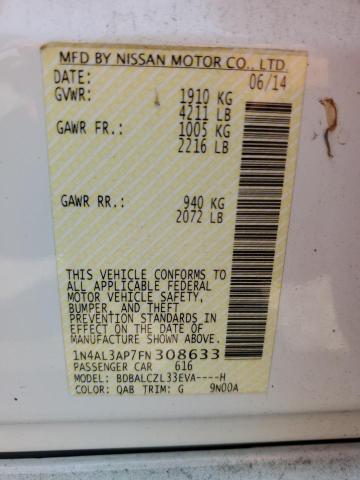 MFD BY NISSAN MOTOR CO., LTD.
DATE: 06/14
GVWR: 1910 KG
4211 LB
GAWR FR.: 1005 KG
2216 LB
GAWR RR.: 940 KG
2072 LB
THIS VEHICLE CONFORMS TO
ALL APPLICABLE FEDERAL
MOTOR VEHICLE SAFETY,
BUMPER, AND THEFT
PREVENTION STANDARDS IN
EFFECT ON THE DATE OF
MANUFACTURE.
1N4AL3AP7FN308633
PASSENGER CAR 616
MODEL: BDBALCZL33EVA----H
COLOR: QAB TRIM: G 9N00A